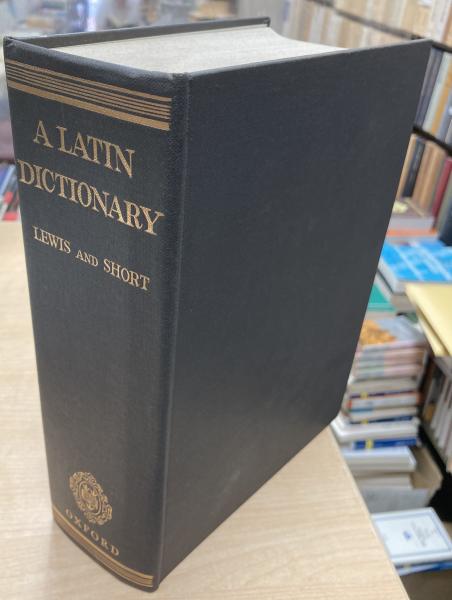 A LATIN
DICTIONARY
LEWIS AND SHORT
OXFORD